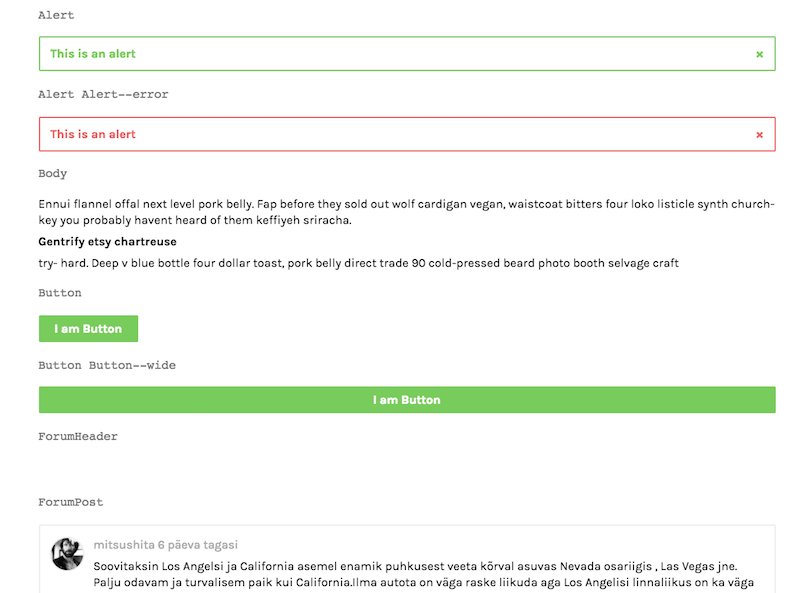 Alert
This is an alert ×
Alert Alert--error
This is an alert ×
Body
Ennui flannel offal next level pork belly. Fap before they sold out wolf cardigan vegan, waistcoat bitters four loko listicle synth church-
key you probably havent heard of them keffiyeh sriracha.
Gentrify etsy chartreuse
try- hard. Deep v blue bottle four dollar toast, pork belly direct trade 90 cold-pressed beard photo booth selvage craft
Button
I am Button
Button Button--wide
I am Button
ForumHeader
ForumPost
mitsushita 6 päeva tagasi
Soovitaksin Los Angelsi ja California asemel enamik puhkusest veeta kõrval asuvas Nevada osariigis , Las Vegas jne.
Palju odavam ja turvalisem paik kui California.Ilma autota on väga raske liikuda aga Los Angelisi linnaliikus on ka väga